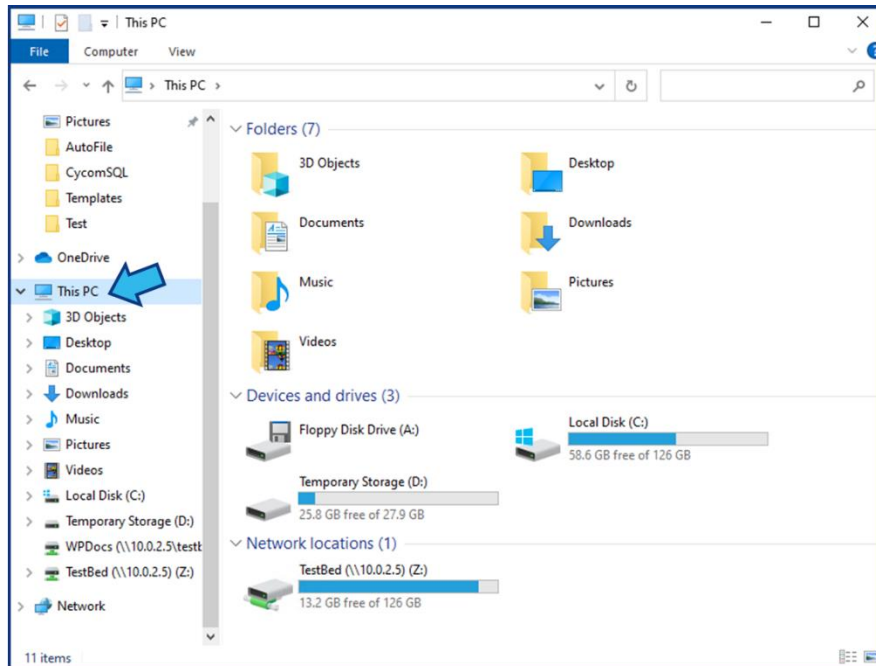 This PC
File Computer View
This PC
Pictures
AutoFile
CycomSQL
Templates
Test
OneDrive
This PC
3D Objects
Desktop
Documents
Downloads
Music
Pictures
Videos
Local Disk (C:)
Temporary Storage (D:)
WPDocs (\\10.0.2.5\testb
TestBed (\\10.0.2.5) (Z:)
Network
Folders (7)
3D Objects
Desktop
Documents
Downloads
Music
Pictures
Videos
Devices and drives (3)
Floppy Disk Drive (A:)
Local Disk (C:)
58.6 GB free of 126 GB
Temporary Storage (D:)
25.8 GB free of 27.9 GB
Network locations (1)
TestBed (\\10.0.2.5) (Z:)
13.2 GB free of 126 GB
11 items